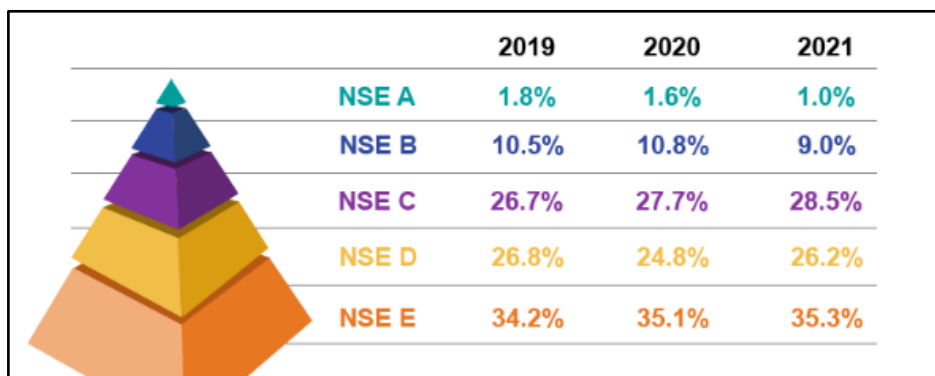 2019 2020 2021
NSE A 1.8% 1.6% 1.0%
NSE B 10.5% 10.8% 9.0%
NSE C 26.7% 27.7% 28.5%
NSE D 26.8% 24.8% 26.2%
NSE E 34.2% 35.1% 35.3%